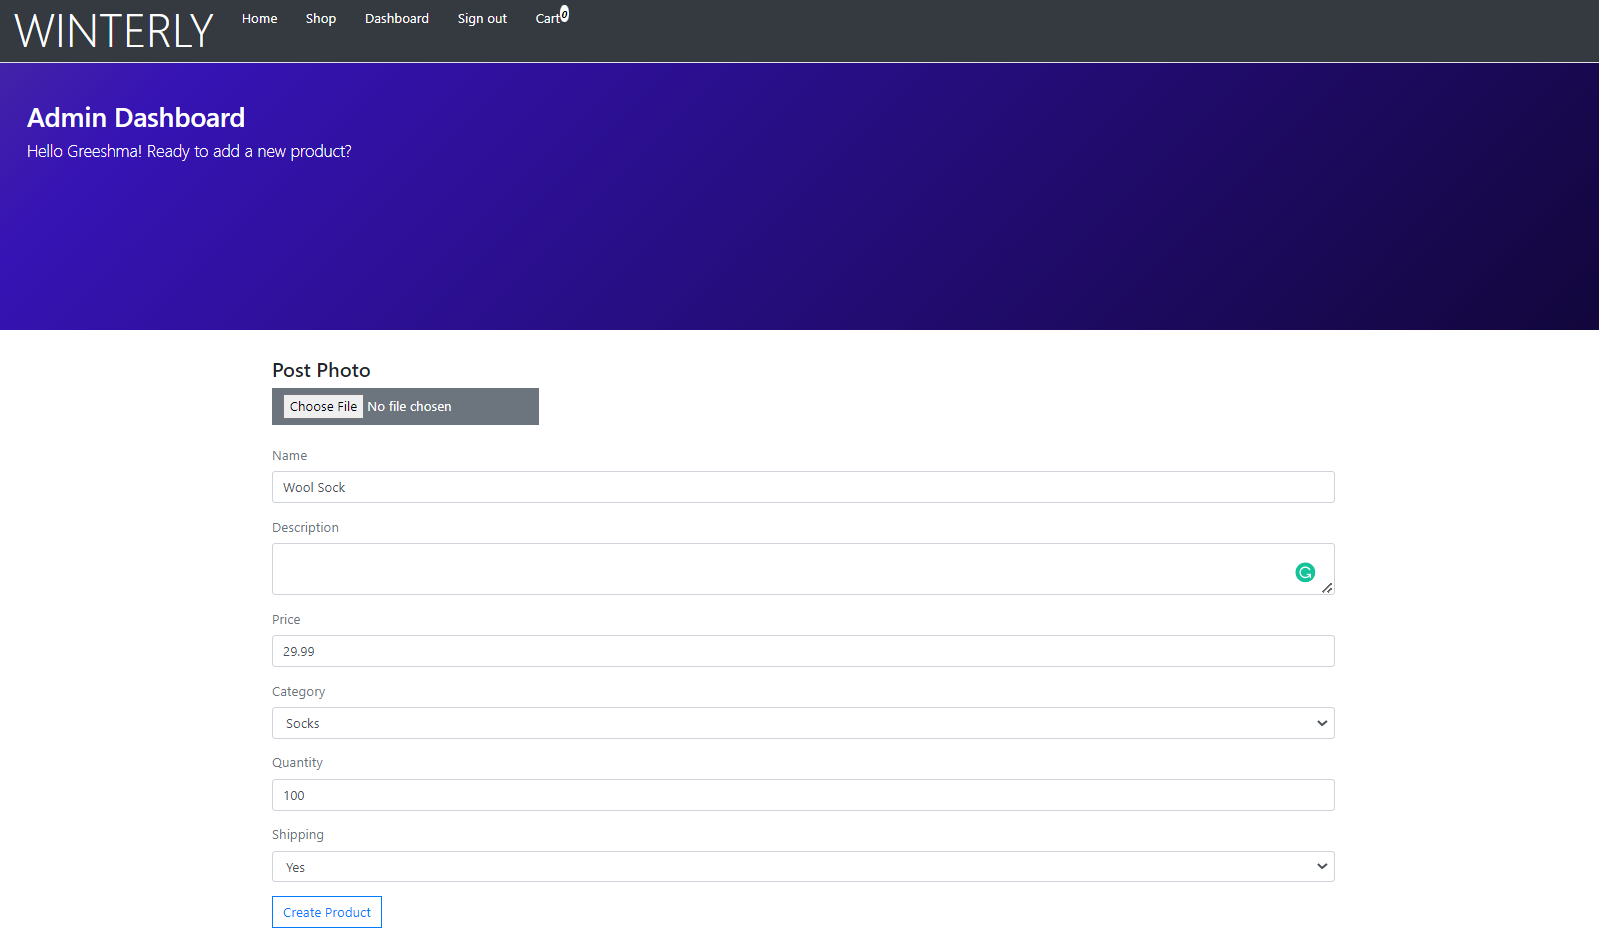 WINTERLY
Home Shop Dashboard Sign out Cart 0
Admin Dashboard
Hello Greeshma! Ready to add a new product?
Post Photo
Choose File No file chosen
Name
Wool Sock
Description
Price
29.99
Category
Socks
Quantity
100
Shipping
Yes
Create Product